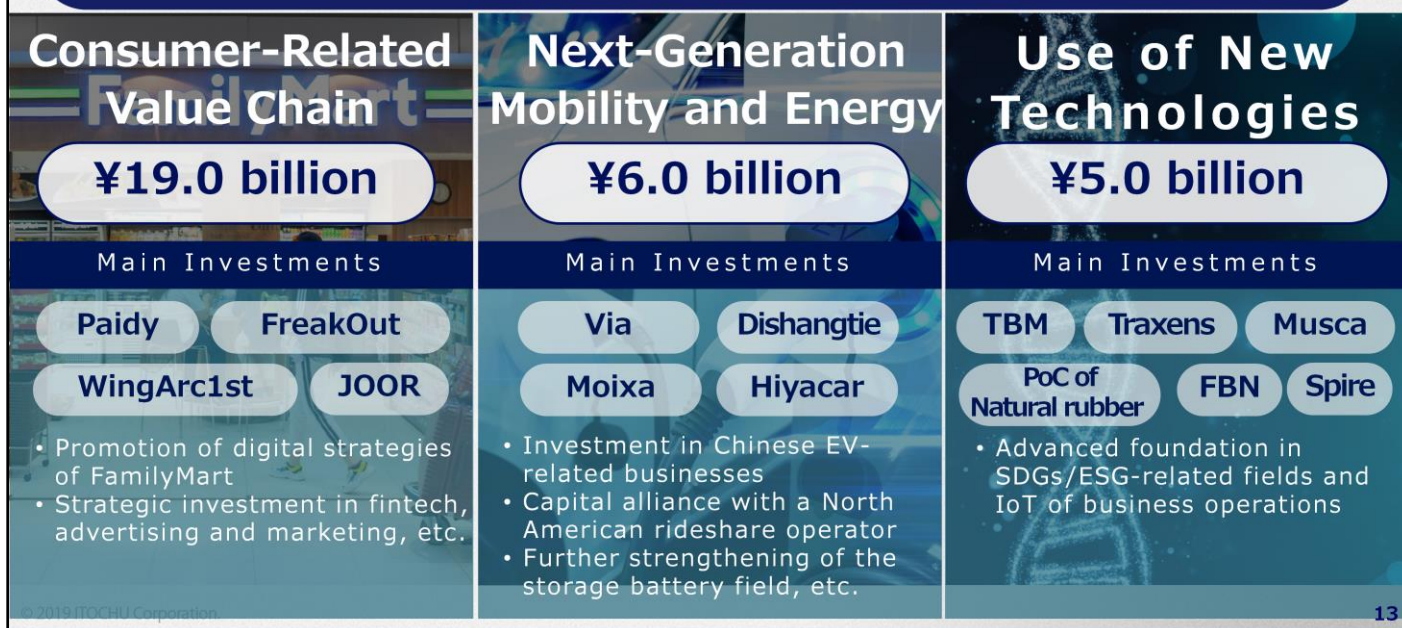 Consumer-Related
Value Chain
FamilyMart
¥19.0 billion
Main Investments
Paidy
FreakOut
WingArc1st
JOOR
• Promotion of digital strategies
of FamilyMart
• Strategic investment in fintech,
advertising and marketing, etc.
Next-Generation
Mobility and Energy
¥6.0 billion
Main Investments
Via
Dishangtie
Moixa
Hiyacar
• Investment in Chinese EV-
related businesses
• Capital alliance with a North
American rideshare operator
• Further strengthening of the
storage battery field, etc.
EV
Use of New
Technologies
¥5.0 billion
Main Investments
TBM
Traxens
Musca
PoC of
Natural rubber
FBN
Spire
• Advanced foundation in
SDGs/ESG-related fields and
IoT of business operations
© 2019 ITOCHU Corporation.
13